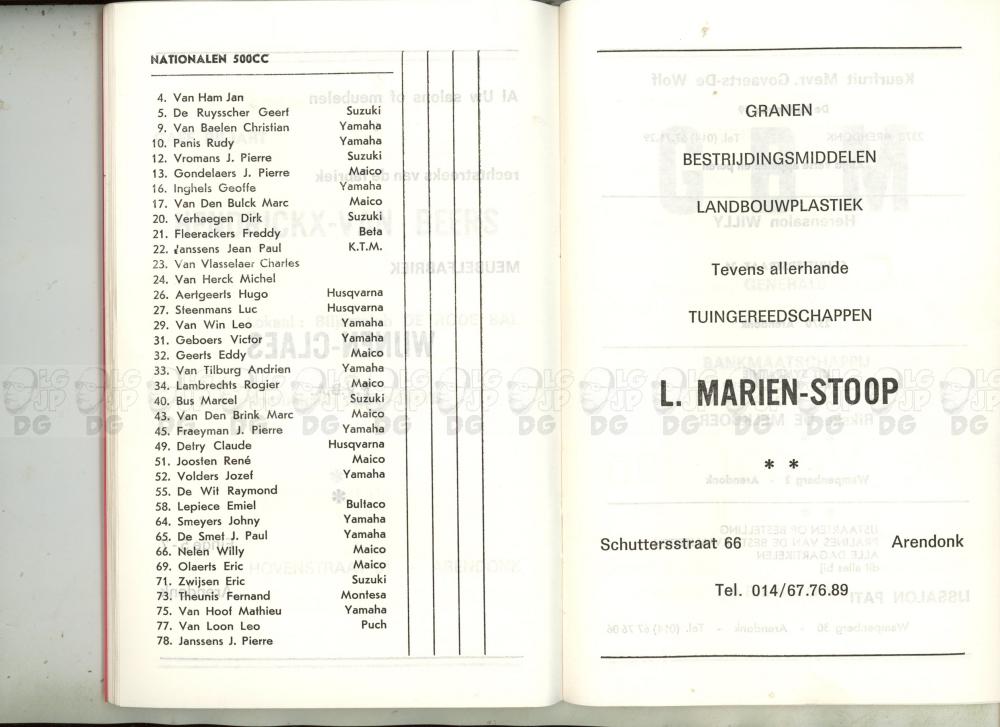 NATIONALEN 500CC
4. Van Ham Jan
5. De Ruysscher Geert Suzuki
9. Van Baelen Christian Yamaha
10. Panis Rudy Yamaha
12. Vromans J. Pierre Suzuki
13. Gondelaers J. Pierre Maico
16. Inghels Geoffe Yamaha
17. Van Den Bulck Marc Maico
20. Verhaegen Dirk Suzuki
21. Fleerackers Freddy Beta
22. Janssens Jean Paul K.T.M.
23. Van Vlasselaer Charles
24. Van Herck Michel
26. Aertgeerts Hugo Husqvarna
27. Steenmans Luc Husqvarna
29. Van Win Leo Yamaha
31. Geboers Victor Yamaha
32. Geerts Eddy Maico
33. Van Tilburg Andrien Yamaha
34. Lambrechts Rogier Maico
40. Bus Marcel Suzuki
43. Van Den Brink Marc Maico
45. Fraeyman J. Pierre Yamaha
49. Detry Claude Husqvarna
51. Joosten René Maico
52. Volders Jozef Yamaha
55. De Wit Raymond
58. Lepiece Emiel Bultaco
64. Smeyers Johny Yamaha
65. De Smet J. Paul Yamaha
66. Nelen Willy Maico
69. Olaerts Eric Maico
71. Zwijsen Eric Suzuki
73. Theunis Fernand Montesa
75. Van Hoof Mathieu Yamaha
77. Van Loon Leo Puch
78. Janssens J. Pierre
GRANEN
BESTRIJDINGSMIDDELEN
LANDBOUWPLASTIEK
Tevens allerhande
TUINGEREEDSCHAPPEN
L. MARIEN-STOOP
* *
Schuttersstraat 66 Arendonk
Tel. 014/67.76.89